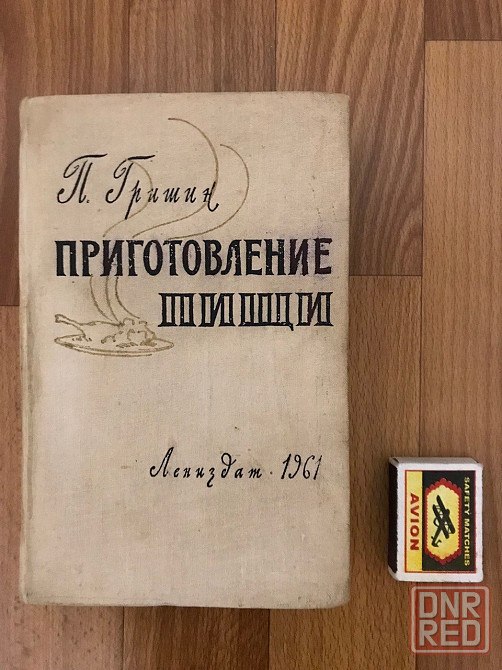 П. Гришин
ПРИГОТОВЛЕНИЕ
ПИЩИ
Лениздат · 1961
SAFETY MATCHES
AVION
DNR
RED